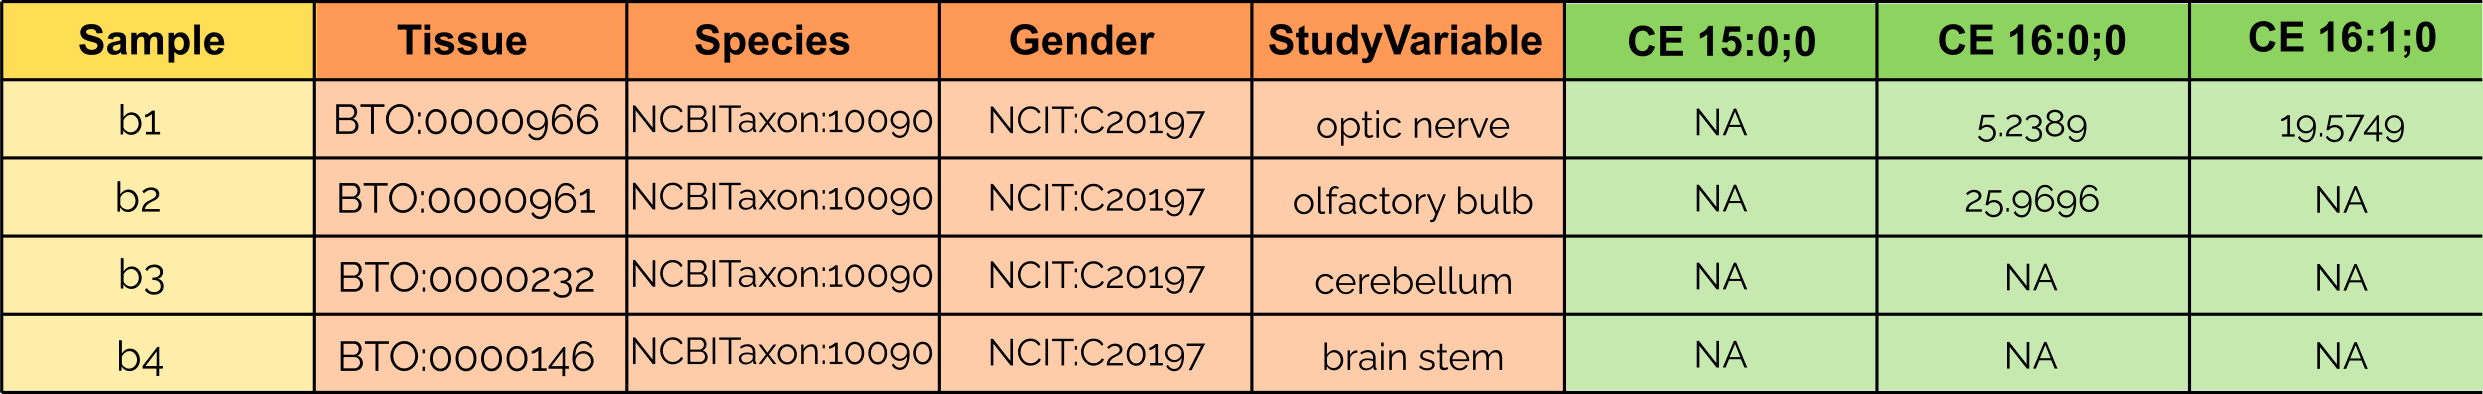 Sample Tissue Species Gender StudyVariable CE 15:0;0 CE 16:0;0 CE 16:1;0
b1 BTO:0000966 NCBITaxon:10090 NCIT:C20197 optic nerve NA 5.2389 19.5749
b2 BTO:0000961 NCBITaxon:10090 NCIT:C20197 olfactory bulb NA 25.9696 NA
b3 BTO:0000232 NCBITaxon:10090 NCIT:C20197 cerebellum NA NA NA
b4 BTO:0000146 NCBITaxon:10090 NCIT:C20197 brain stem NA NA NA